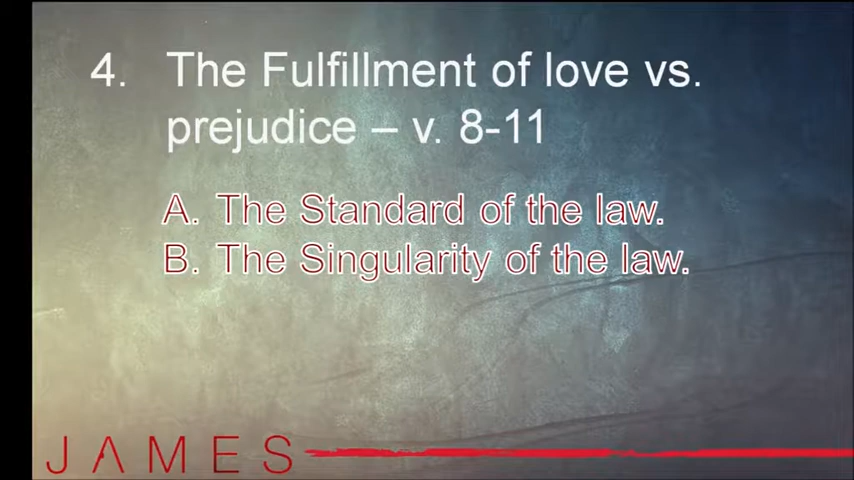 4. The Fulfillment of love vs.
prejudice – v. 8-11
A. The Standard of the law.
B. The Singularity of the law.
JAMES